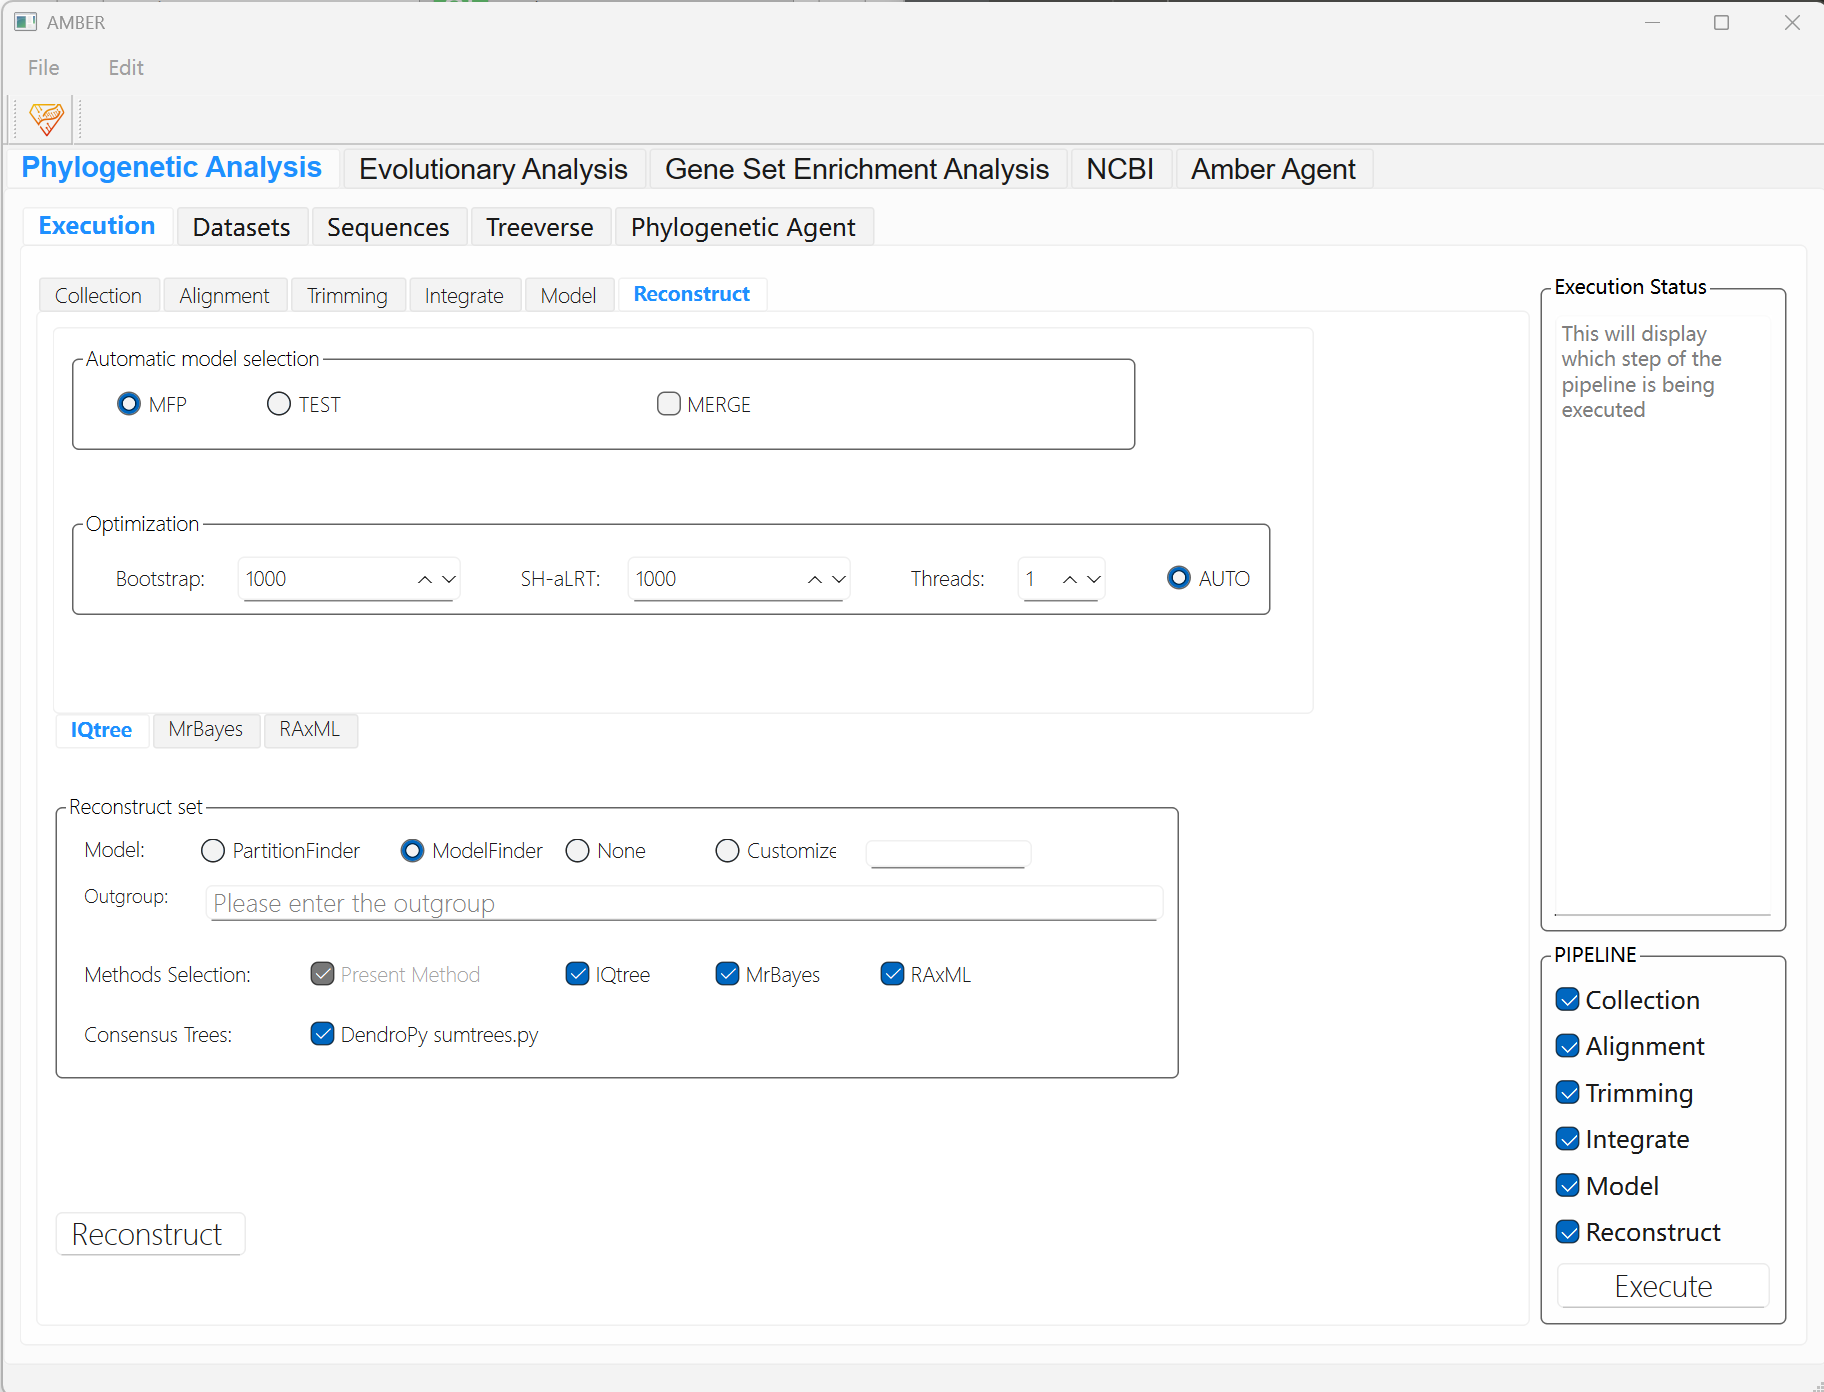 AMBER
File Edit
Phylogenetic Analysis Evolutionary Analysis Gene Set Enrichment Analysis NCBI Amber Agent
Execution Datasets Sequences Treeverse Phylogenetic Agent
Collection Alignment Trimming Integrate Model Reconstruct
Automatic model selection
MFP TEST MERGE
Optimization
Bootstrap: 1000 SH-aLRT: 1000 Threads: 1 AUTO
IQtree MrBayes RAxML
Reconstruct set
Model: PartitionFinder ModelFinder None Customize
Outgroup: Please enter the outgroup
Methods Selection: Present Method IQtree MrBayes RAxML
Consensus Trees: DendroPy sumtrees.py
Reconstruct
Execution Status
This will display
which step of the
pipeline is being
executed
PIPELINE
Collection
Alignment
Trimming
Integrate
Model
Reconstruct
Execute